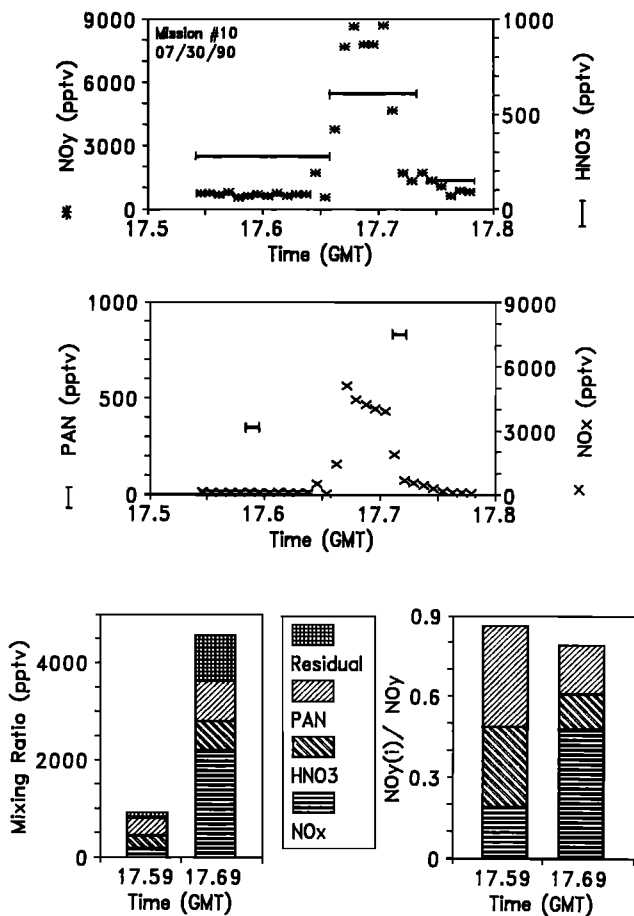 Mission #10
07/30/90
NOy (pptv)
9000
6000
3000
0
HNO3 (pptv)
1000
500
0
17.5 17.6 17.7 17.8
Time (GMT)
PAN (pptv)
1000
500
0
NOx (pptv)
9000
6000
3000
0
17.5 17.6 17.7 17.8
Time (GMT)
Mixing Ratio (pptv)
4000
2000
0
17.59 17.69
Time (GMT)
Residual
PAN
HNO3
NOx
NOy(i)/ NOy
0.9
0.6
0.3
0
17.59 17.69
Time (GMT)